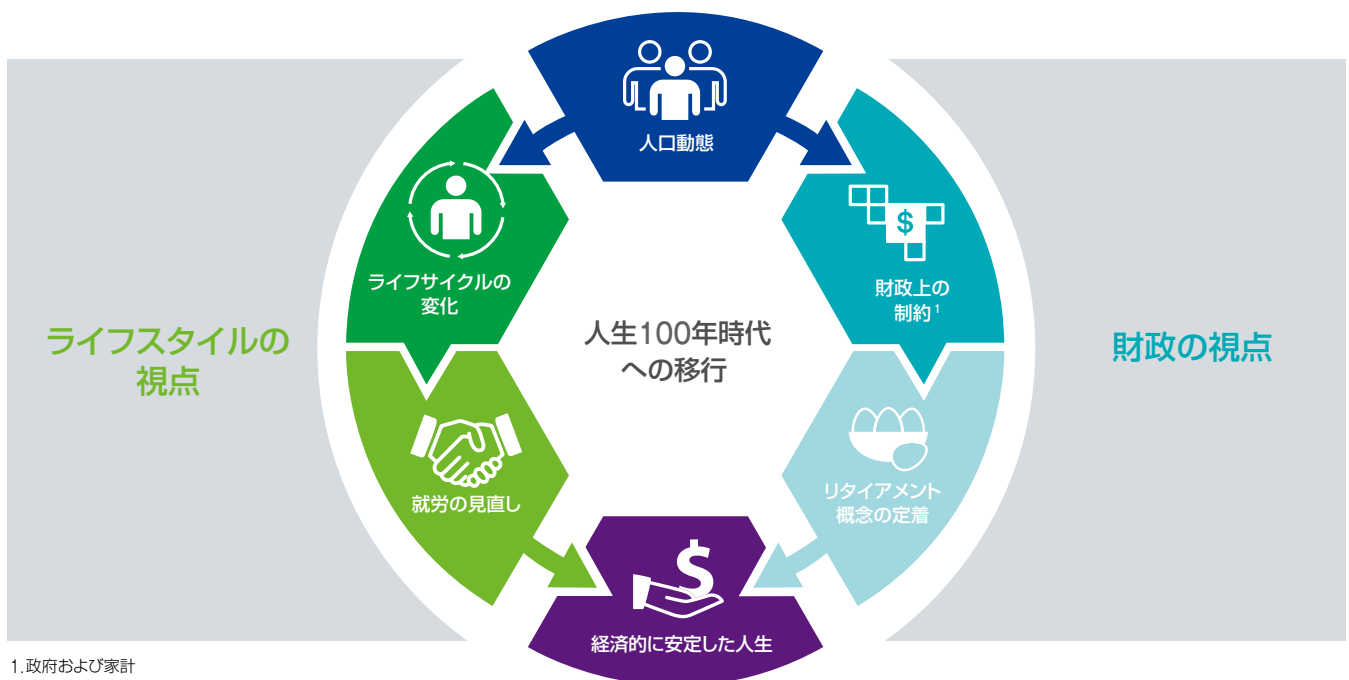 人口動態
ライフサイクルの
変化
$
財政上の
制約1
ライフスタイルの
視点
人生100年時代
への移行
財政の視点
就労の見直し
リタイアメント
概念の定着
$
経済的に安定した人生
1.政府および家計